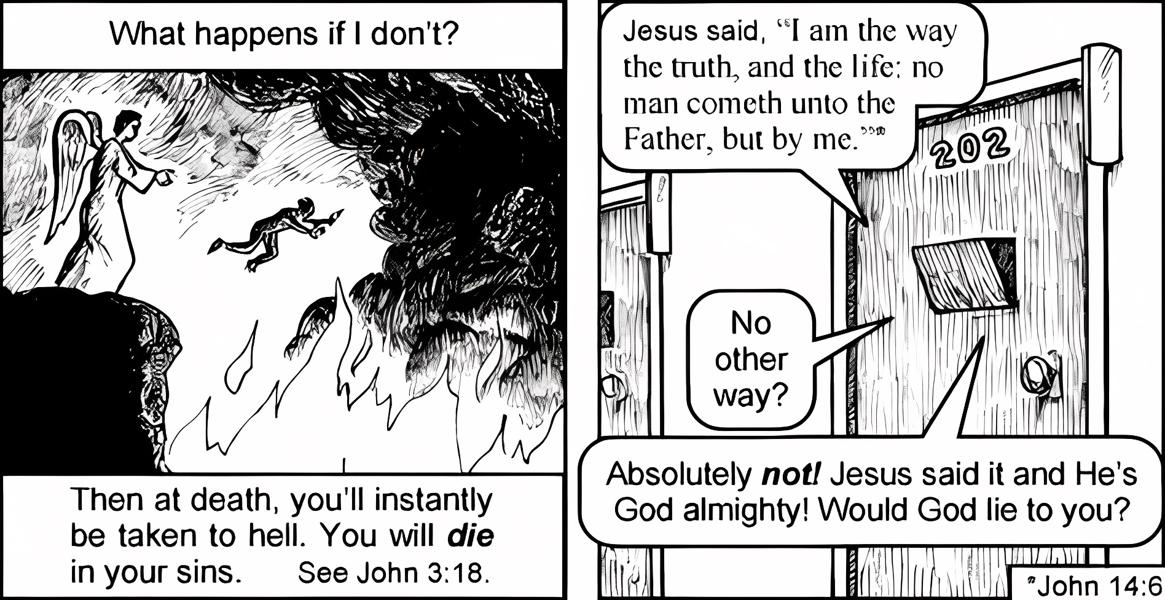 What happens if I don't?
Then at death, you'll instantly
be taken to hell. You will die
in your sins. See John 3:18.
Jesus said, “I am the way
the truth, and the life: no
man cometh unto the
Father, but by me.”
202
No
other
way?
Absolutely not! Jesus said it and He's
God almighty! Would God lie to you?
John 14:6